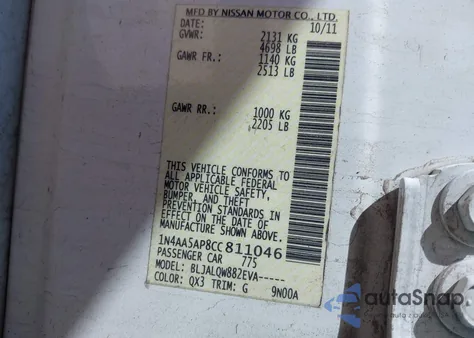 MFD BY NISSAN MOTOR CO., LTD.
DATE: 10/11
GVWR: 2131 KG
4698 LB
GAWR FR.: 1140 KG
2513 LB
GAWR RR.: 1000 KG
2205 LB
THIS VEHICLE CONFORMS TO
ALL APPLICABLE FEDERAL
MOTOR VEHICLE SAFETY,
BUMPER, AND THEFT
PREVENTION STANDARDS IN
EFFECT ON THE DATE OF
MANUFACTURE SHOWN ABOVE.
1N4AA5AP8CC811046
PASSENGER CAR 775
MODEL: BLJALQW882EVA-----
COLOR: QX3 TRIM: G 9N00A
autaSnap.